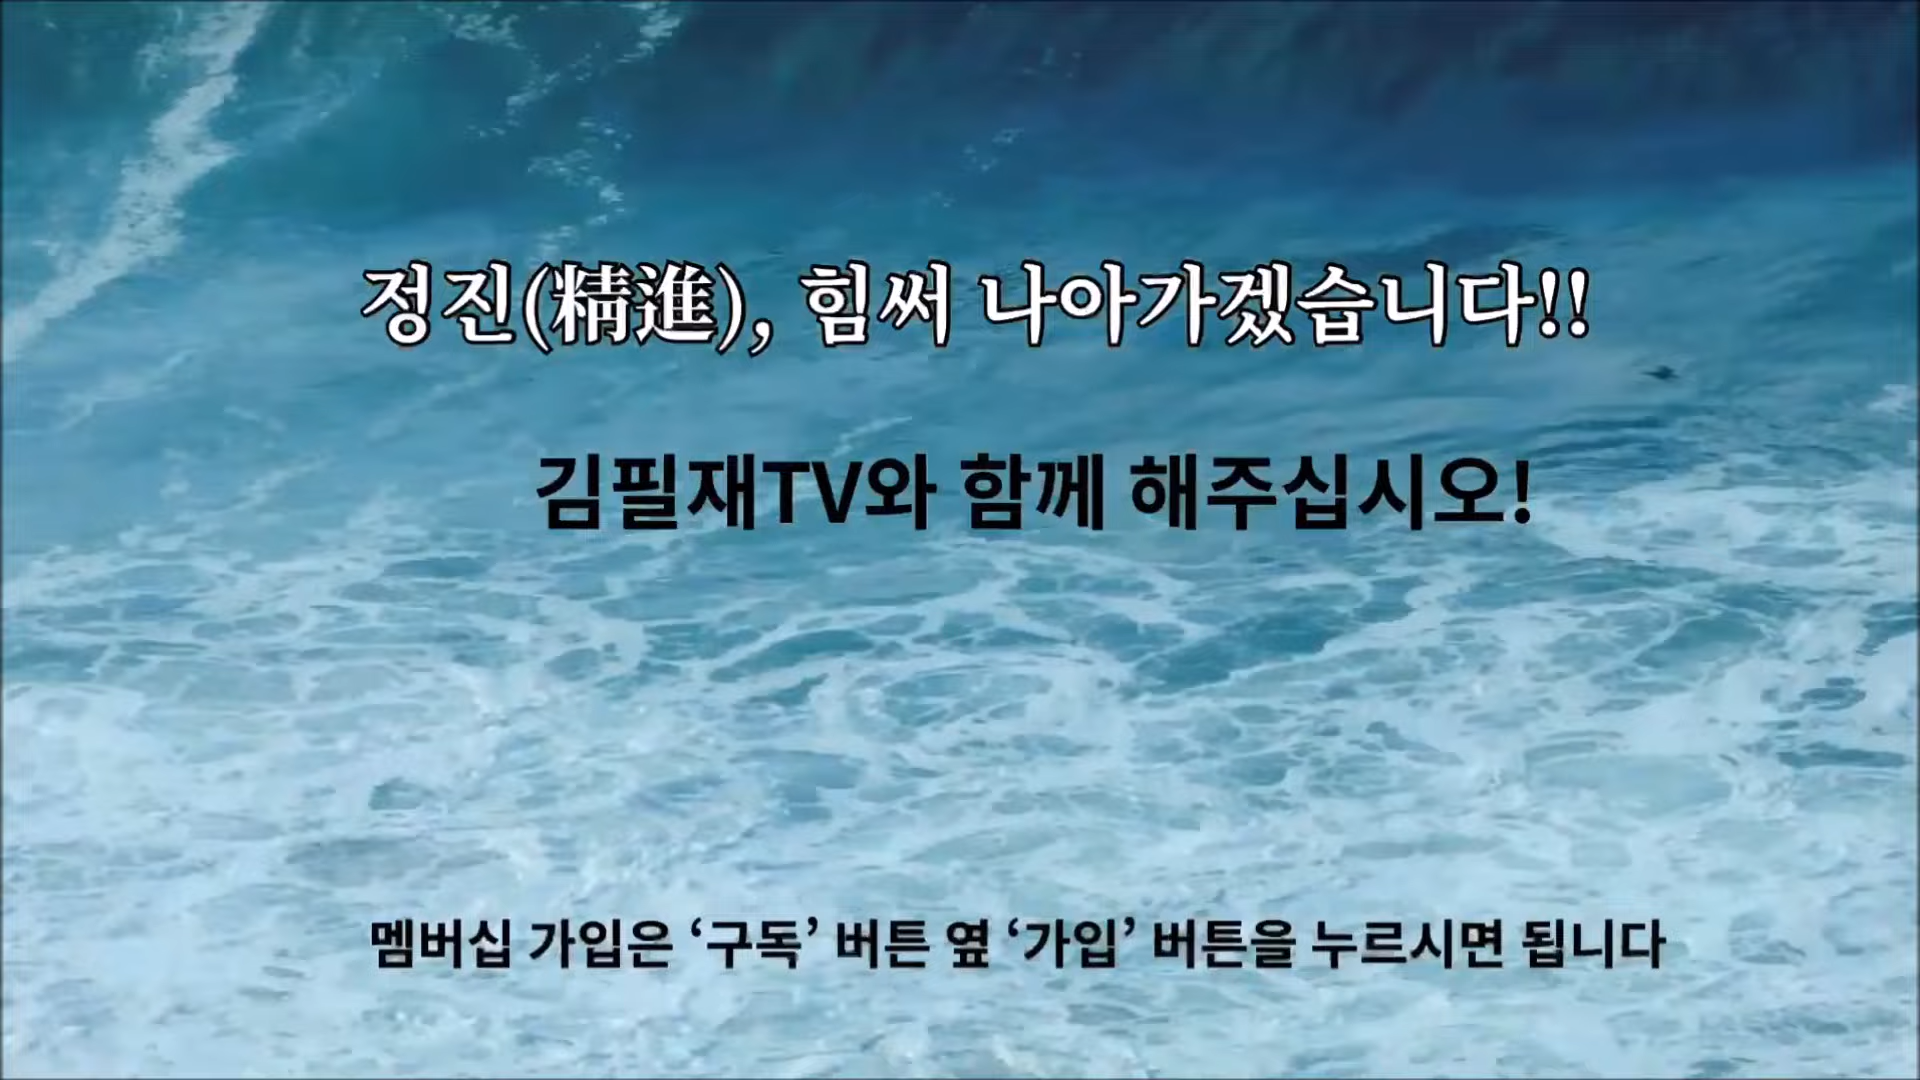 정진(精進), 힘써 나아가겠습니다!!
김필재TV와 함께 해주십시오!
멤버십 가입은 ‘구독’ 버튼 옆 ‘가입’ 버튼을 누르시면 됩니다